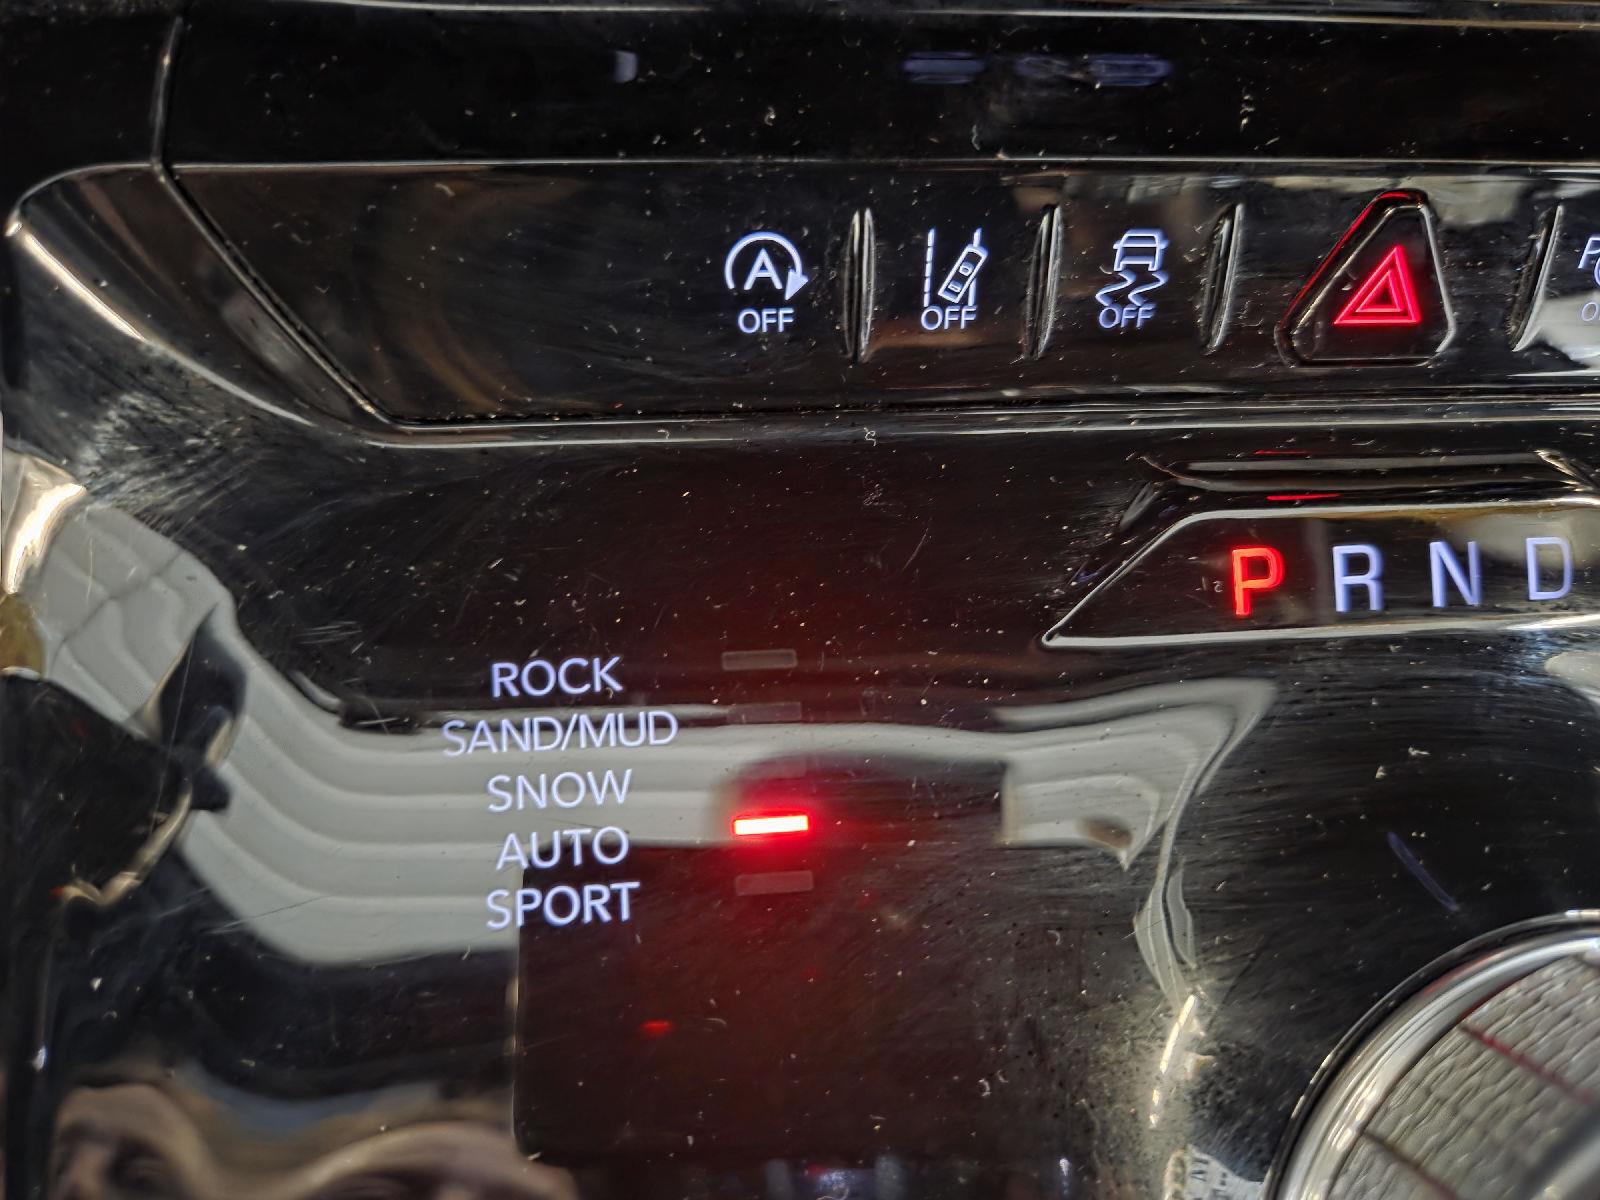 A
OFF
OFF
OFF
P
P R N D
ROCK
SAND/MUD
SNOW
AUTO
SPORT